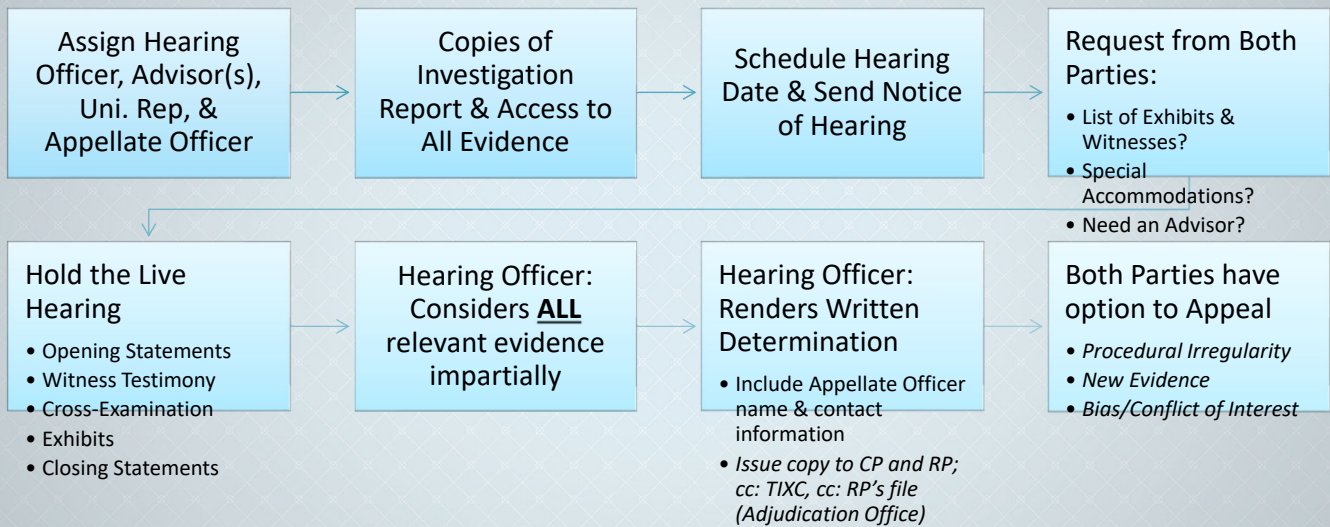 Assign Hearing
Officer, Advisor(s),
Uni. Rep, &
Appellate Officer
Copies of
Investigation
Report & Access to
All Evidence
Schedule Hearing
Date & Send Notice
of Hearing
Request from Both
Parties:
• List of Exhibits &
Witnesses?
• Special
Accommodations?
• Need an Advisor?
Hold the Live
Hearing
• Opening Statements
• Witness Testimony
• Cross-Examination
• Exhibits
• Closing Statements
Hearing Officer:
Considers ALL
relevant evidence
impartially
Hearing Officer:
Renders Written
Determination
• Include Appellate Officer
name & contact
information
• Issue copy to CP and RP;
cc: TIXC, cc: RP's file
(Adjudication Office)
Both Parties have
option to Appeal
• Procedural Irregularity
• New Evidence
• Bias/Conflict of Interest